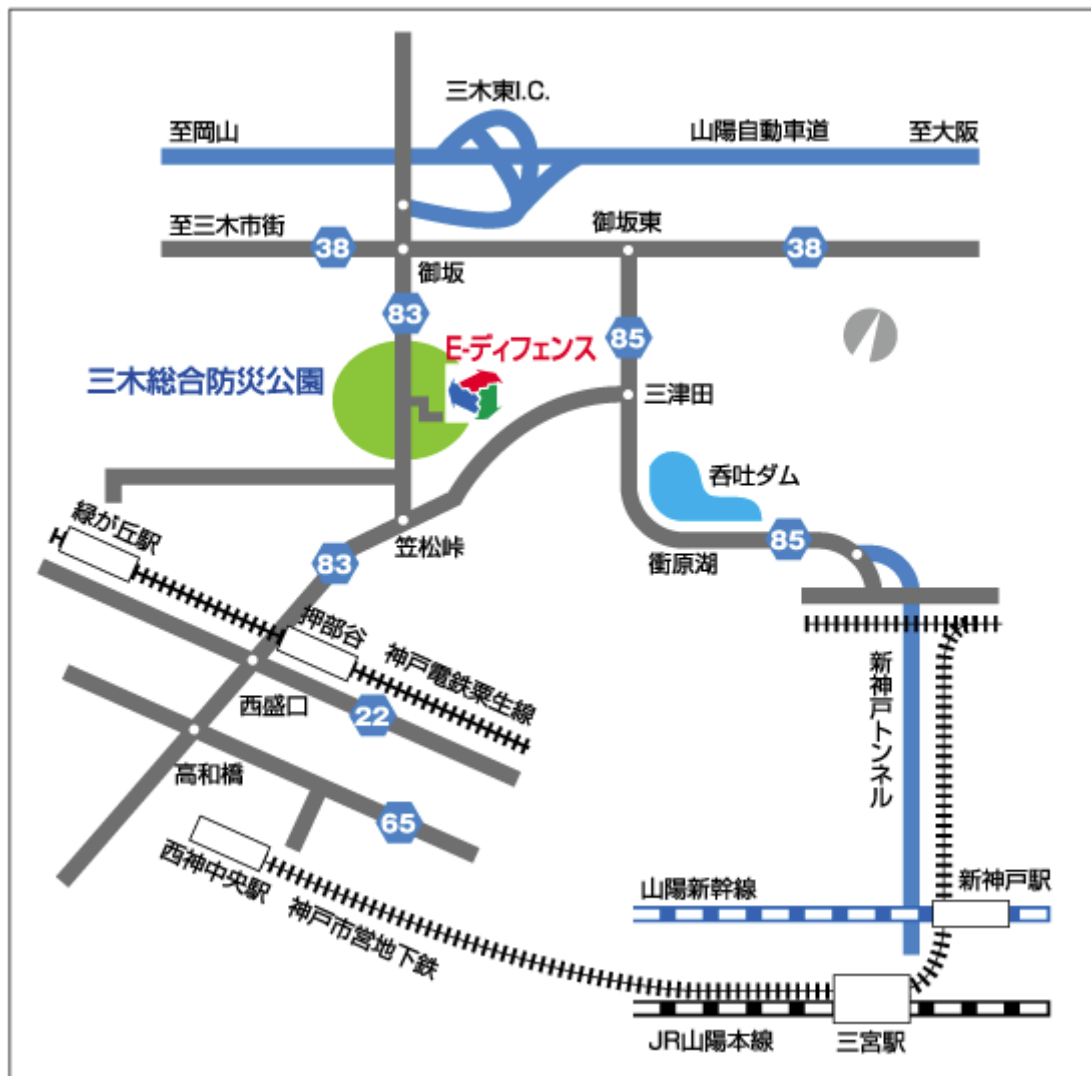 三木東I.C.
至岡山
山陽自動車道
至大阪
至三木市街
御坂東
38
38
御坂
83
85
E-ディフェンス
三木総合防災公園
三津田
呑吐ダム
緑が丘駅
笠松峠
衝原湖
85
83
押部谷
神戸電鉄粟生線
西盛口
22
新神戸トンネル
高和橋
65
西神中央駅
神戸市営地下鉄
山陽新幹線
新神戸駅
JR山陽本線
三宮駅